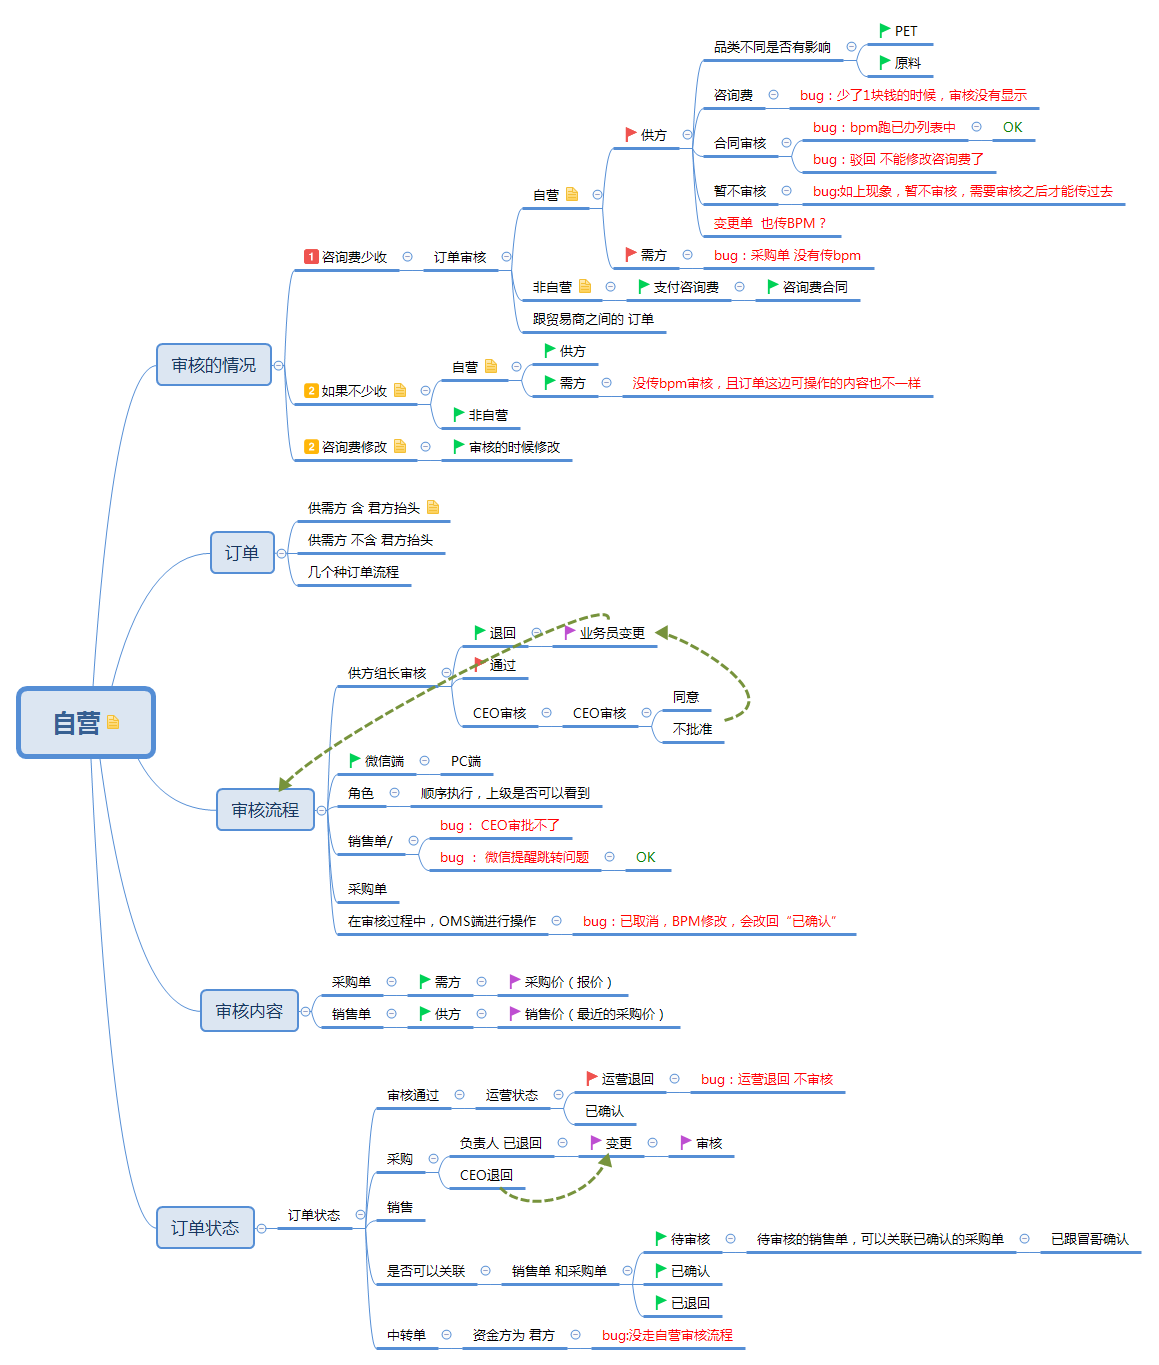 自营
审核的情况
1 咨询费少收
订单审核
自营
供方
品类不同是否有影响
PET
原料
咨询费
bug：少了1块钱的时候，审核没有显示
合同审核
bug：bpm跑已办列表中
OK
bug：驳回 不能修改咨询费了
暂不审核
bug:如上现象，暂不审核，需要审核之后才能传过去
变更单 也传BPM？
需方
bug：采购单 没有传bpm
非自营
支付咨询费
咨询费合同
跟贸易商之间的 订单
2 如果不少收
自营
供方
需方
没传bpm审核，且订单这边可操作的内容也不一样
非自营
2 咨询费修改
审核的时候修改
订单
供需方 含 君方抬头
供需方 不含 君方抬头
几个种订单流程
审核流程
供方组长审核
退回
业务员变更
通过
CEO审核
CEO审核
同意
不批准
微信端
PC端
角色
顺序执行，上级是否可以看到
销售单/
bug： CEO审批不了
bug ： 微信提醒跳转问题
OK
采购单
在审核过程中，OMS端进行操作
bug：已取消，BPM修改，会改回“已确认”
审核内容
采购单
需方
采购价（报价）
销售单
供方
销售价（最近的采购价）
订单状态
订单状态
审核通过
运营状态
运营退回
bug：运营退回 不审核
已确认
采购
负责人 已退回
变更
审核
CEO退回
销售
是否可以关联
销售单 和采购单
待审核
待审核的销售单，可以关联已确认的采购单
已跟冒哥确认
已确认
已退回
中转单
资金方为 君方
bug:没走自营审核流程